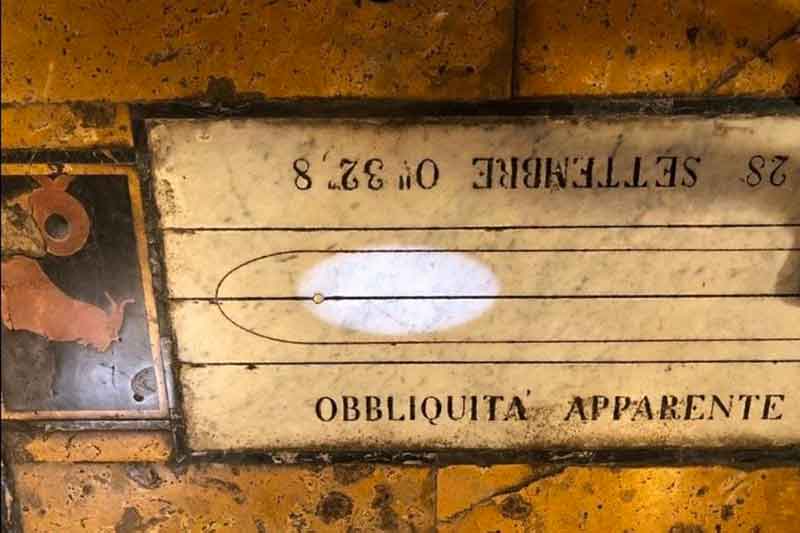 28 SETTEMBRE 0" 32"' 8
OBBLIQUITA' APPARENTE